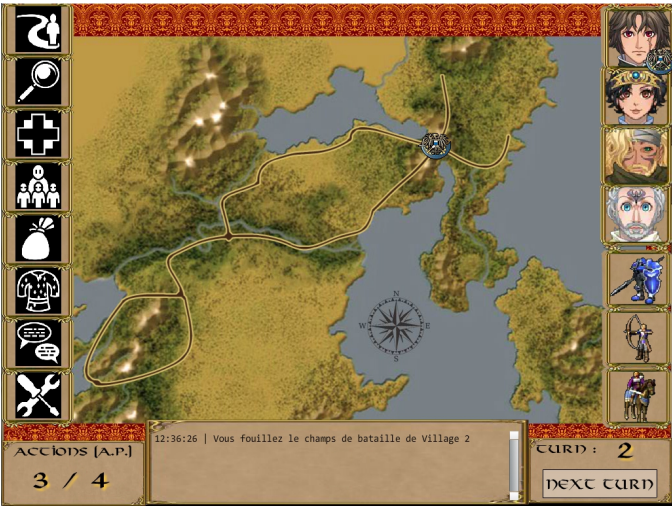 N
W
E
S
12:36:26 | Vous fouillez le champs de bataille de Village 2
ACTIONS (A.P.)
3 / 4
TURN : 2
NEXT TURN